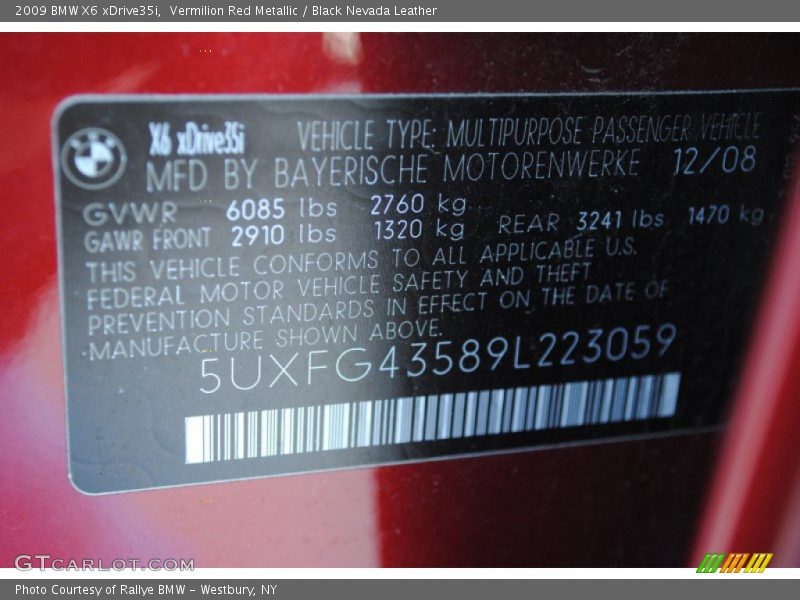 2009 BMW X6 xDrive35i, Vermilion Red Metallic / Black Nevada Leather
X6 xDrive35i VEHICLE TYPE: MULTIPURPOSE PASSENGER VEHICLE
MFD BY BAYERISCHE MOTORENWERKE 12/08
GVWR 6085 lbs 2760 kg
GAWR FRONT 2910 lbs 1320 kg REAR 3241 lbs 1470 kg
THIS VEHICLE CONFORMS TO ALL APPLICABLE U.S.
FEDERAL MOTOR VEHICLE SAFETY AND THEFT
PREVENTION STANDARDS IN EFFECT ON THE DATE OF
MANUFACTURE SHOWN ABOVE.
5UXFG43589L223059
GTCARLOT.COM
Photo Courtesy of Rallye BMW - Westbury, NY